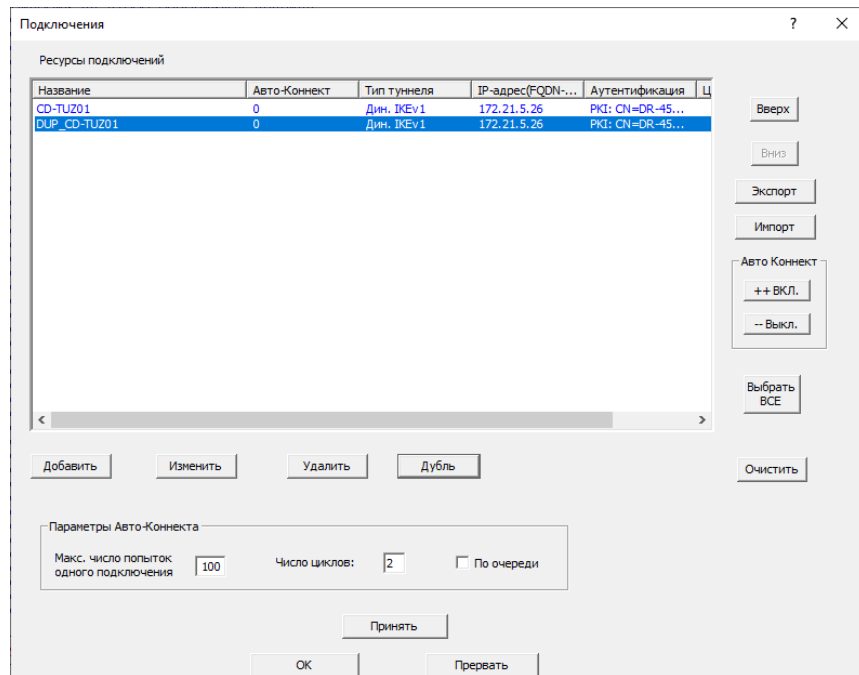 Подключения
?
Ресурсы подключений
Название Авто-Коннект Тип туннеля IP-адрес(FQDN-... Аутентификация Ц
CD-TUZ01 0 Дин. IKEv1 172.21.5.26 PKI: CN=DR-45...
DUP_CD-TUZ01 0 Дин. IKEv1 172.21.5.26 PKI: CN=DR-45...
Вверх
Вниз
Экспорт
Импорт
Авто Коннект
++ ВКЛ.
-- Выкл.
Выбрать
ВСЕ
Добавить Изменить Удалить Дубль Очистить
Параметры Авто-Коннекта
Макс. число попыток
одного подключения 100 Число циклов: 2 По очереди
Принять
OK Прервать